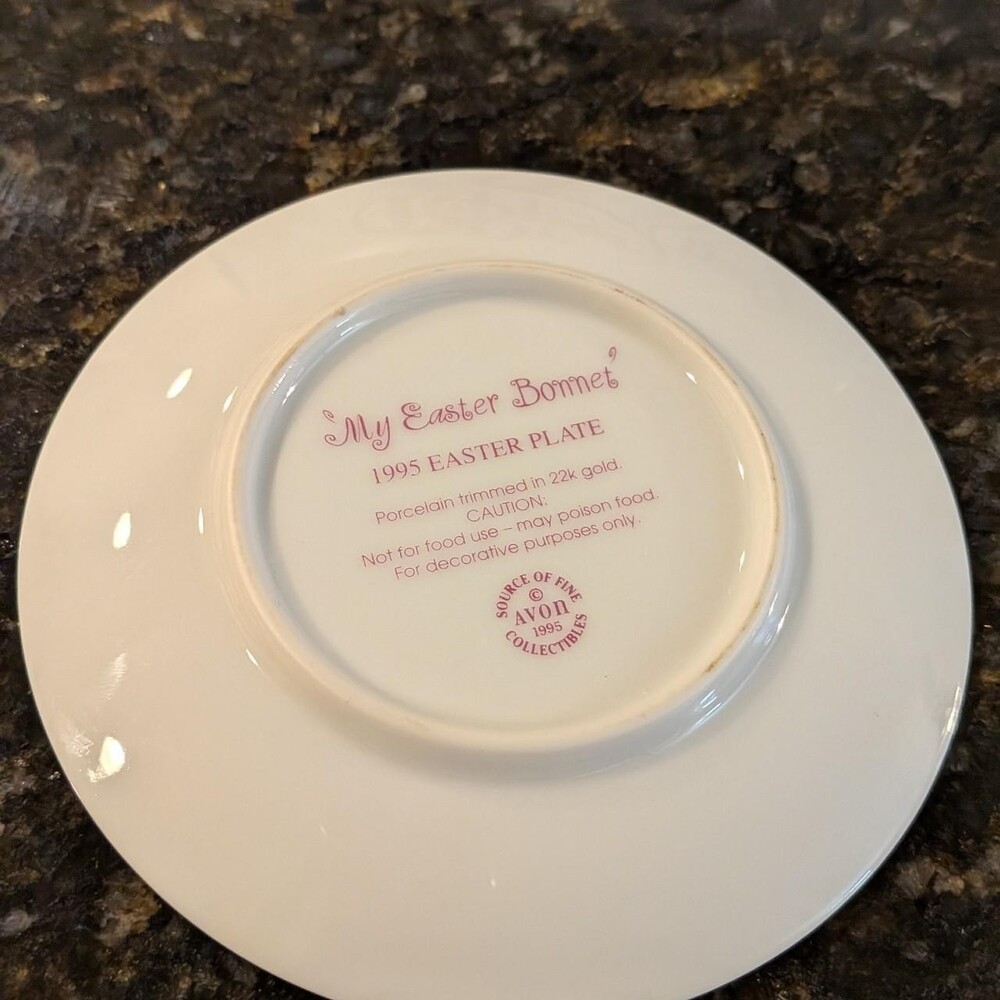 'My Easter Bonnet'
1995 EASTER PLATE
Porcelain trimmed in 22k gold.
CAUTION:
Not for food use – may poison food.
For decorative purposes only.
SOURCE OF FINE
©
AVON
1995
COLLECTIBLES